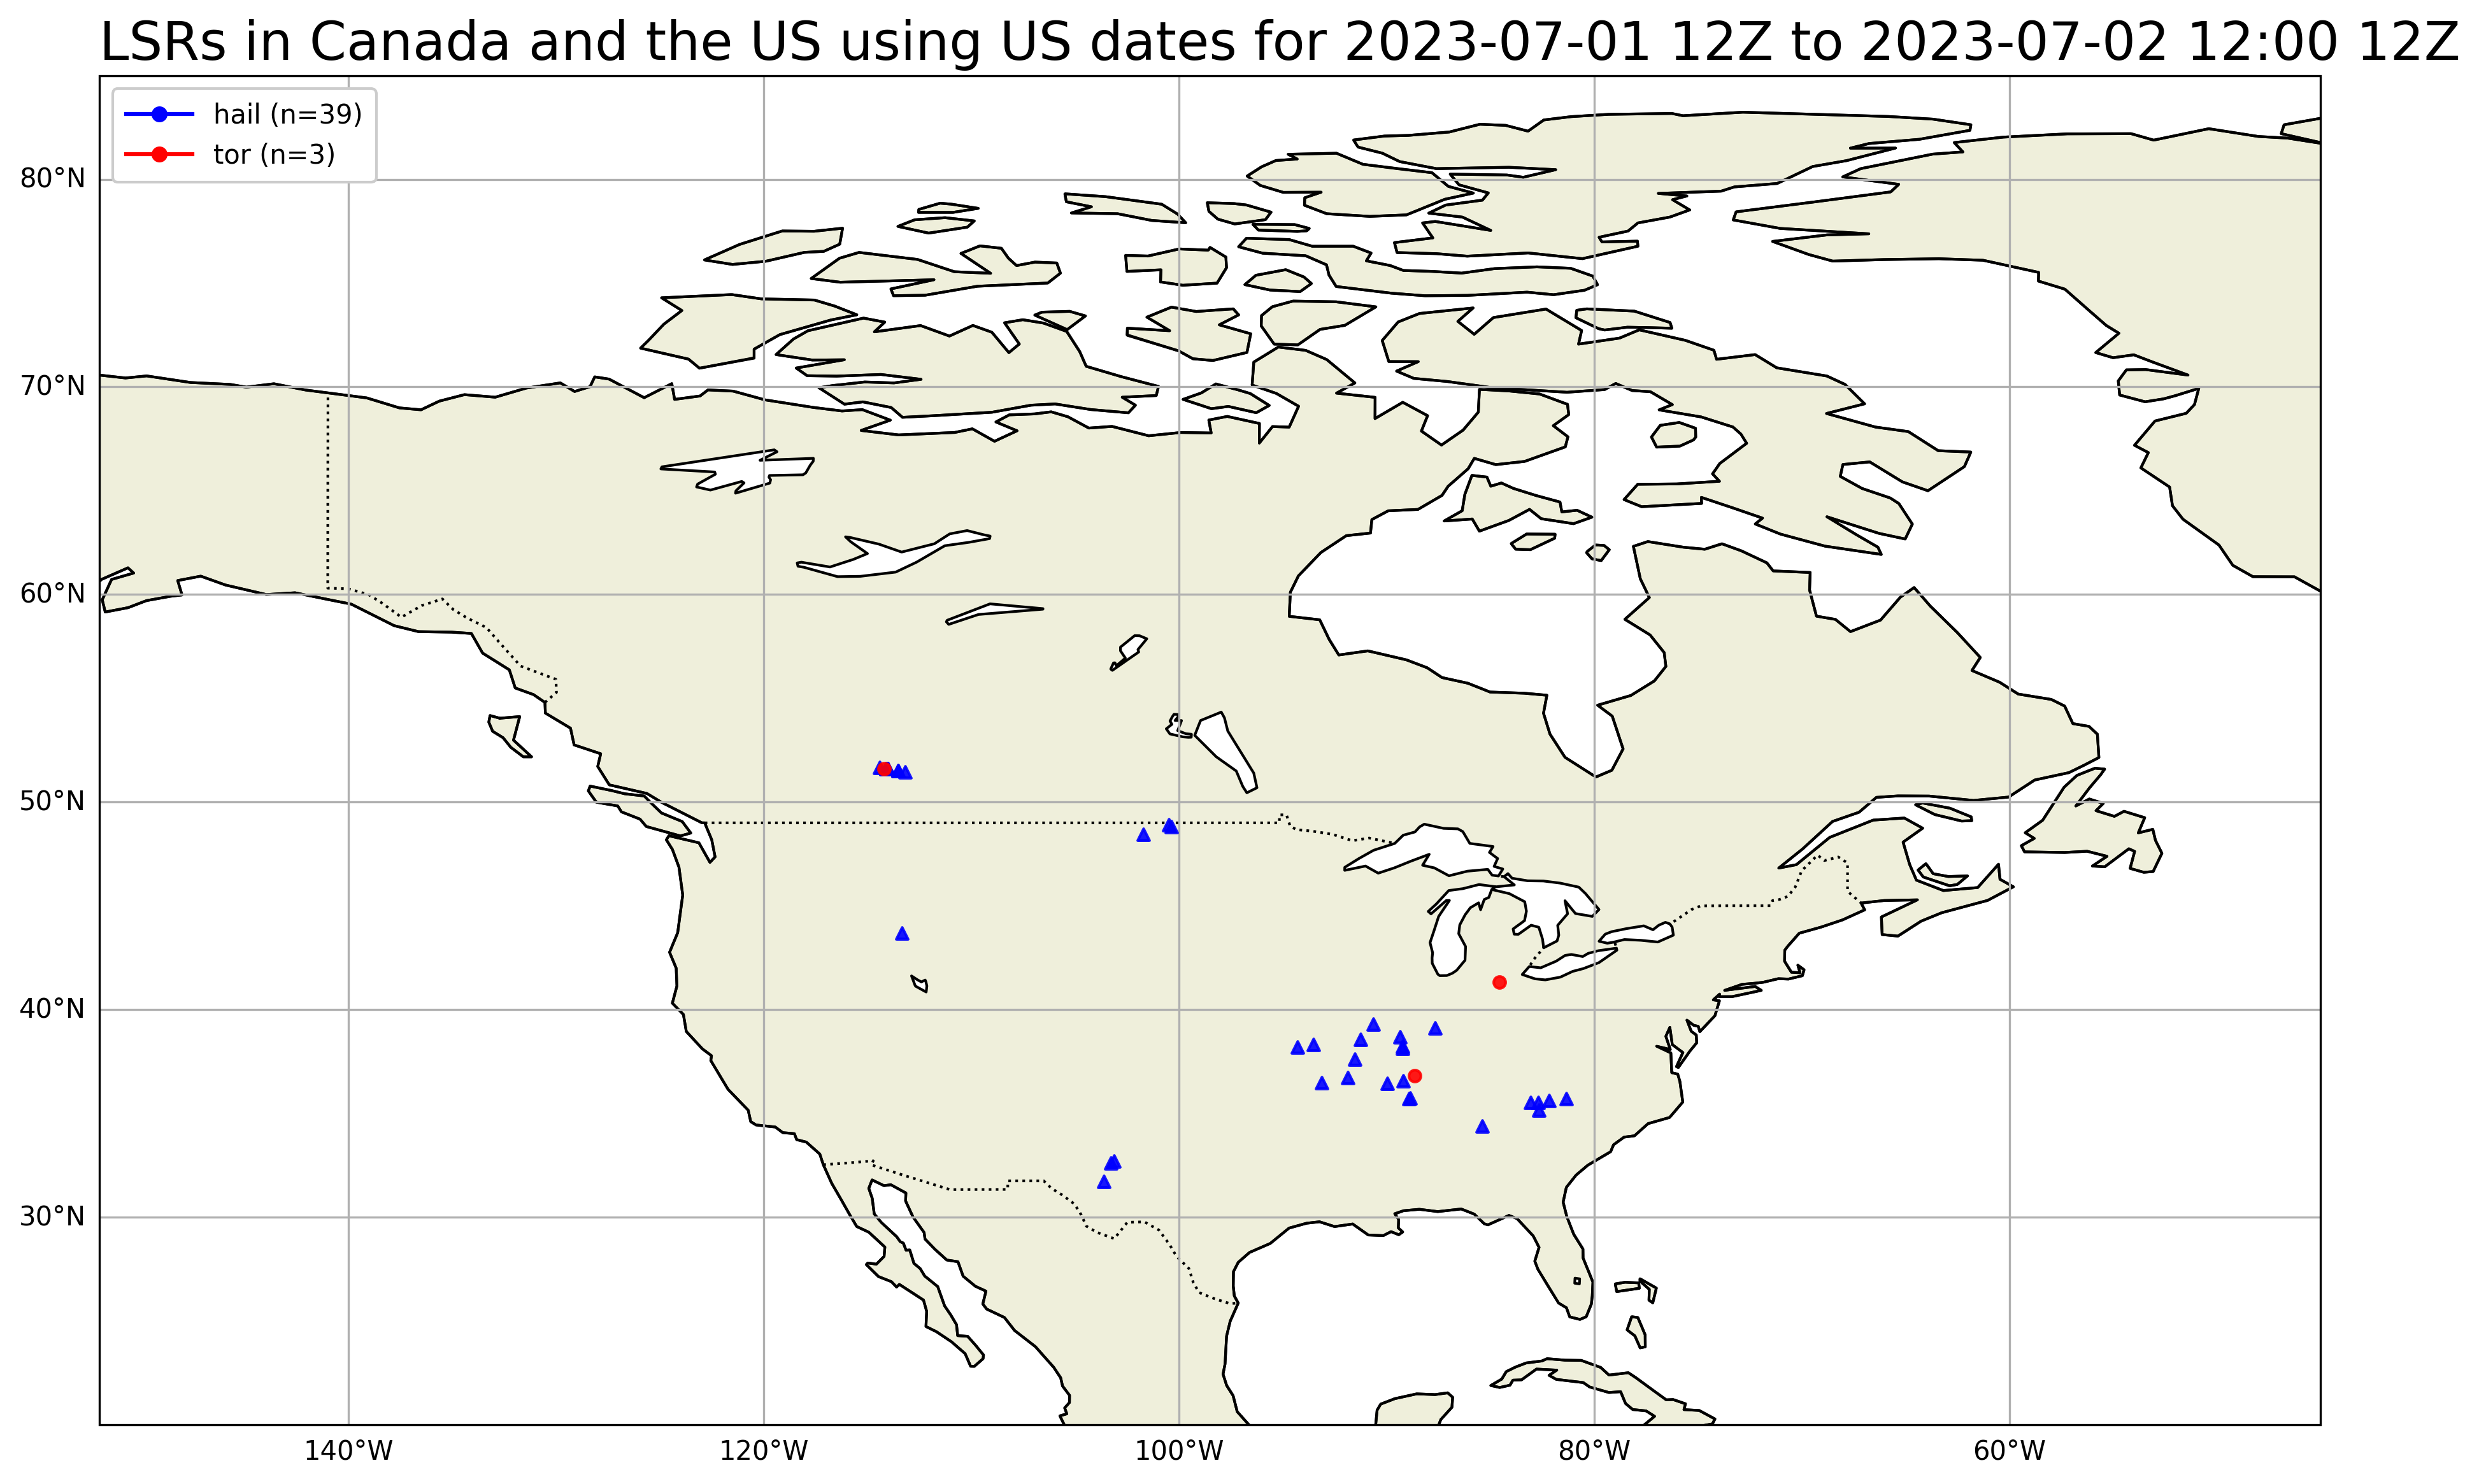 LSRs in Canada and the US using US dates for 2023-07-01 12Z to 2023-07-02 12:00 12Z
hail (n=39)
tor (n=3)
80°N
70°N
60°N
50°N
40°N
30°N
140°W
120°W
100°W
80°W
60°W